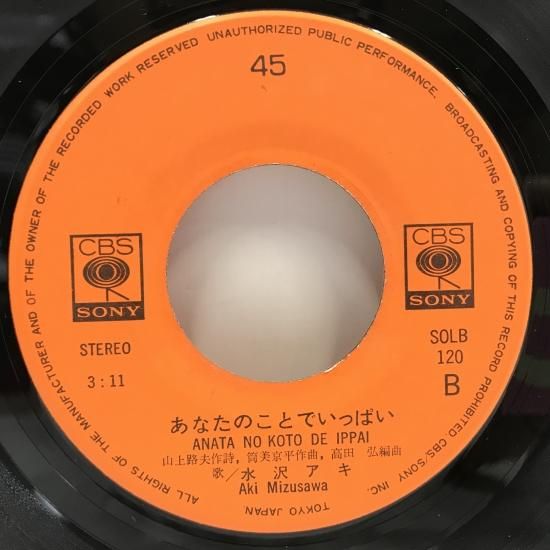 ALL RIGHTS OF THE MANUFACTURER AND OF THE OWNER OF THE RECORDED WORK RESERVED UNAUTHORIZED PUBLIC PERFORMANCE. BROADCASTING AND COPYING OF THIS RECORD PROHIBITED CBS/SONY INC.
TOKYO JAPAN
45
CBS
SONY
CBS
SONY
STEREO
3:11
SOLB
120
B
あなたのことでいっぱい
ANATA NO KOTO DE IPPAI
山上路夫作詩, 筒美京平作曲, 高田 弘編曲
歌/水沢アキ
Aki Mizusawa